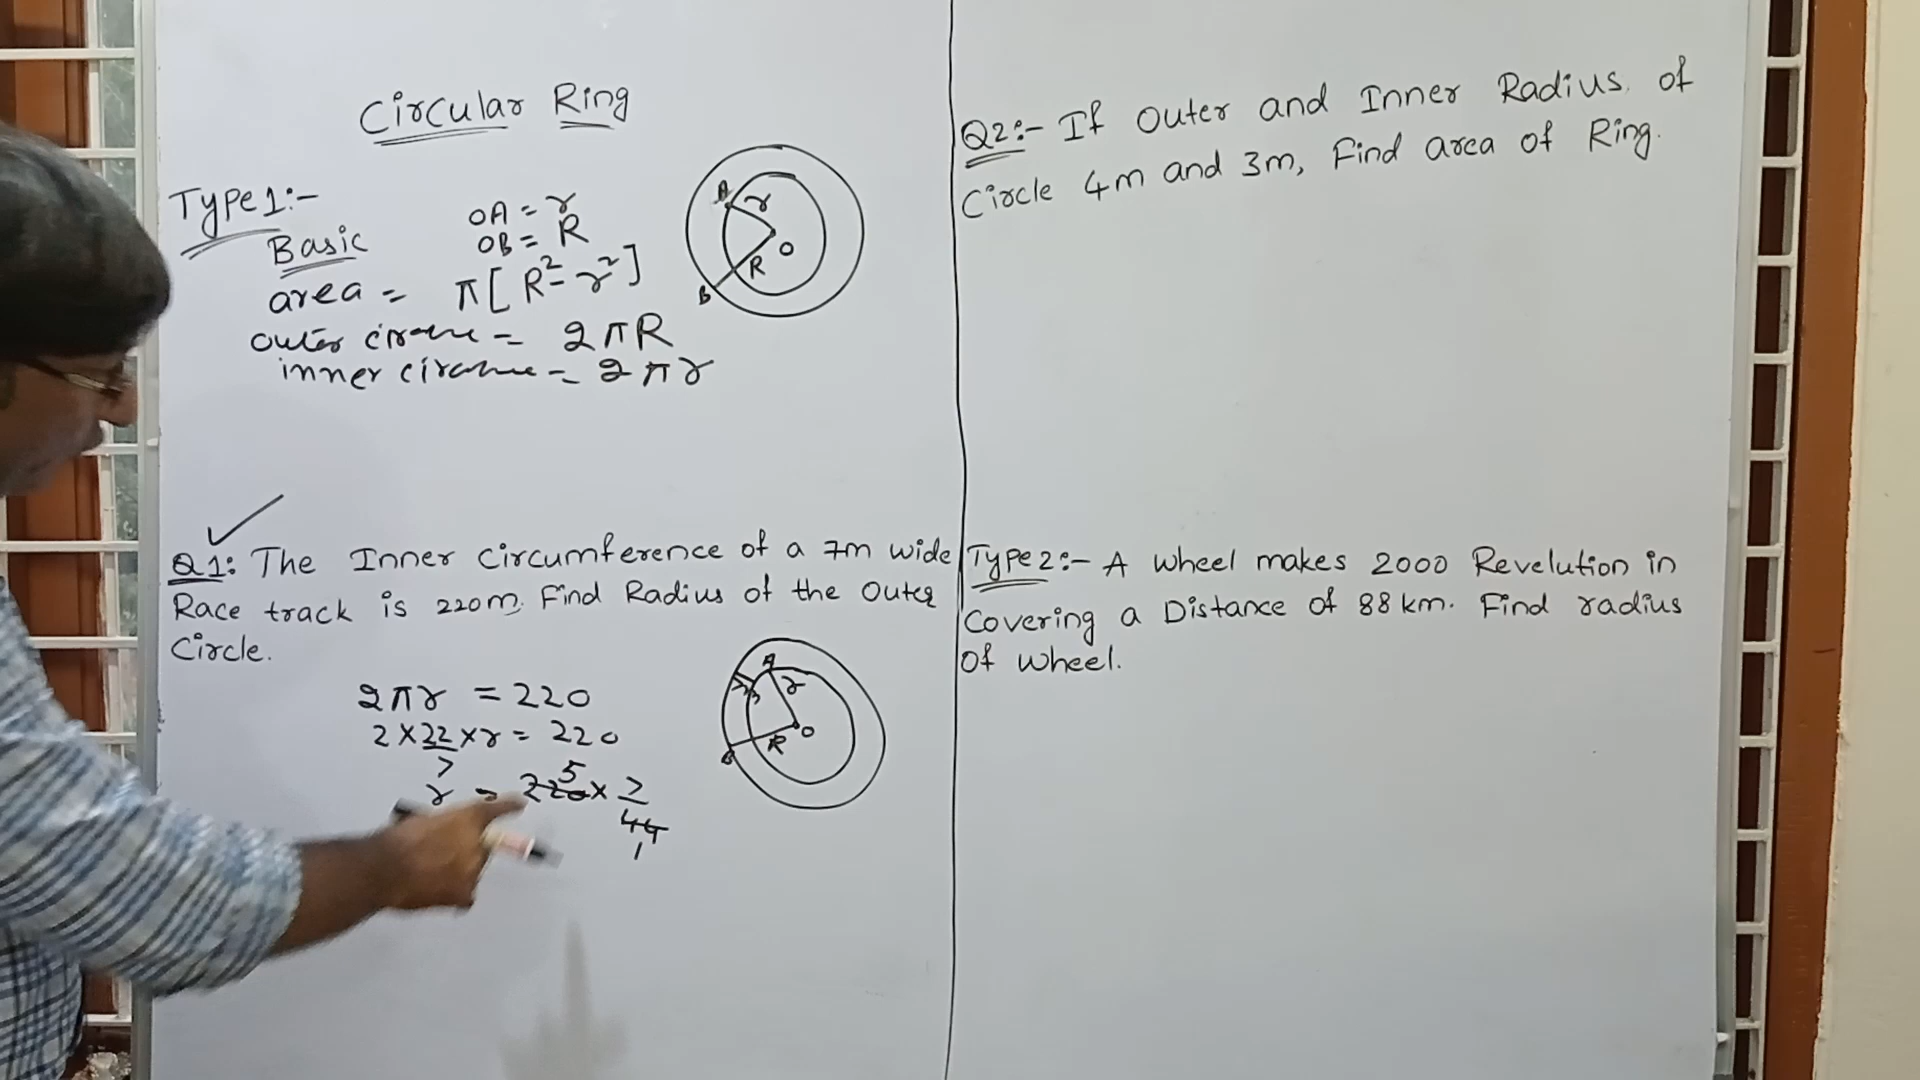 Circular Ring
Type 1:-
Basic
OA = r
OB = R
area = π[R²-r²]
outer = 2πR
inner = 2πr
A
r
O
R
B
Q1: The Inner Circumference of a 7m wide
Race track is 220m, Find Radius of the Outer
Circle.
2πr = 220
2 × 22/7 × r = 220
r = 220 × 7/44
5
1
A
r
7m
O
R
B
Q2:- If Outer and Inner Radius of
Circle 4m and 3m, Find area of Ring.
Type 2:- A Wheel makes 2000 Revelution in
Covering a Distance Of 88 km. Find radius
Of wheel.